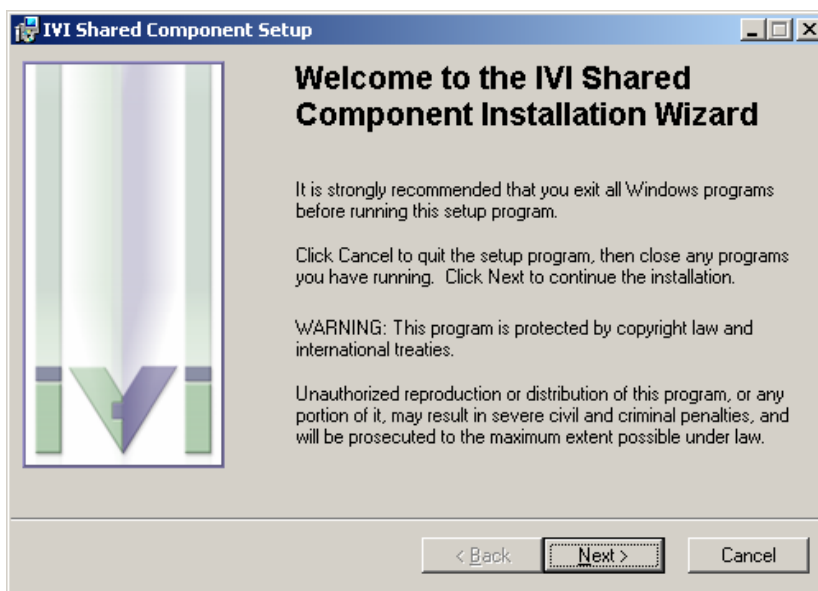 IVI Shared Component Setup
Welcome to the IVI Shared
Component Installation Wizard
It is strongly recommended that you exit all Windows programs
before running this setup program.
Click Cancel to quit the setup program, then close any programs
you have running.  Click Next to continue the installation.
WARNING: This program is protected by copyright law and
international treaties.
Unauthorized reproduction or distribution of this program, or any
portion of it, may result in severe civil and criminal penalties, and
will be prosecuted to the maximum extent possible under law.
ivi
< Back
Next >
Cancel